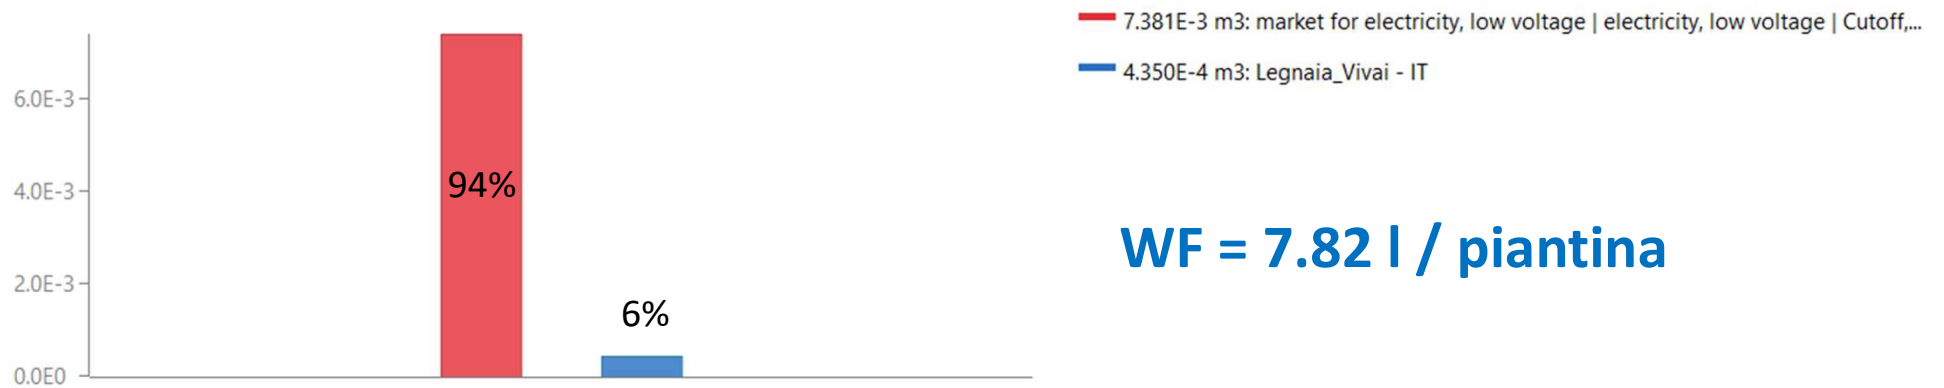 7.381E-3 m3: market for electricity, low voltage | electricity, low voltage | Cutoff,...
4.350E-4 m3: Legnaia_Vivai - IT
6.0E-3
4.0E-3
2.0E-3
0.0E0
94%
6%
WF = 7.82 l / piantina